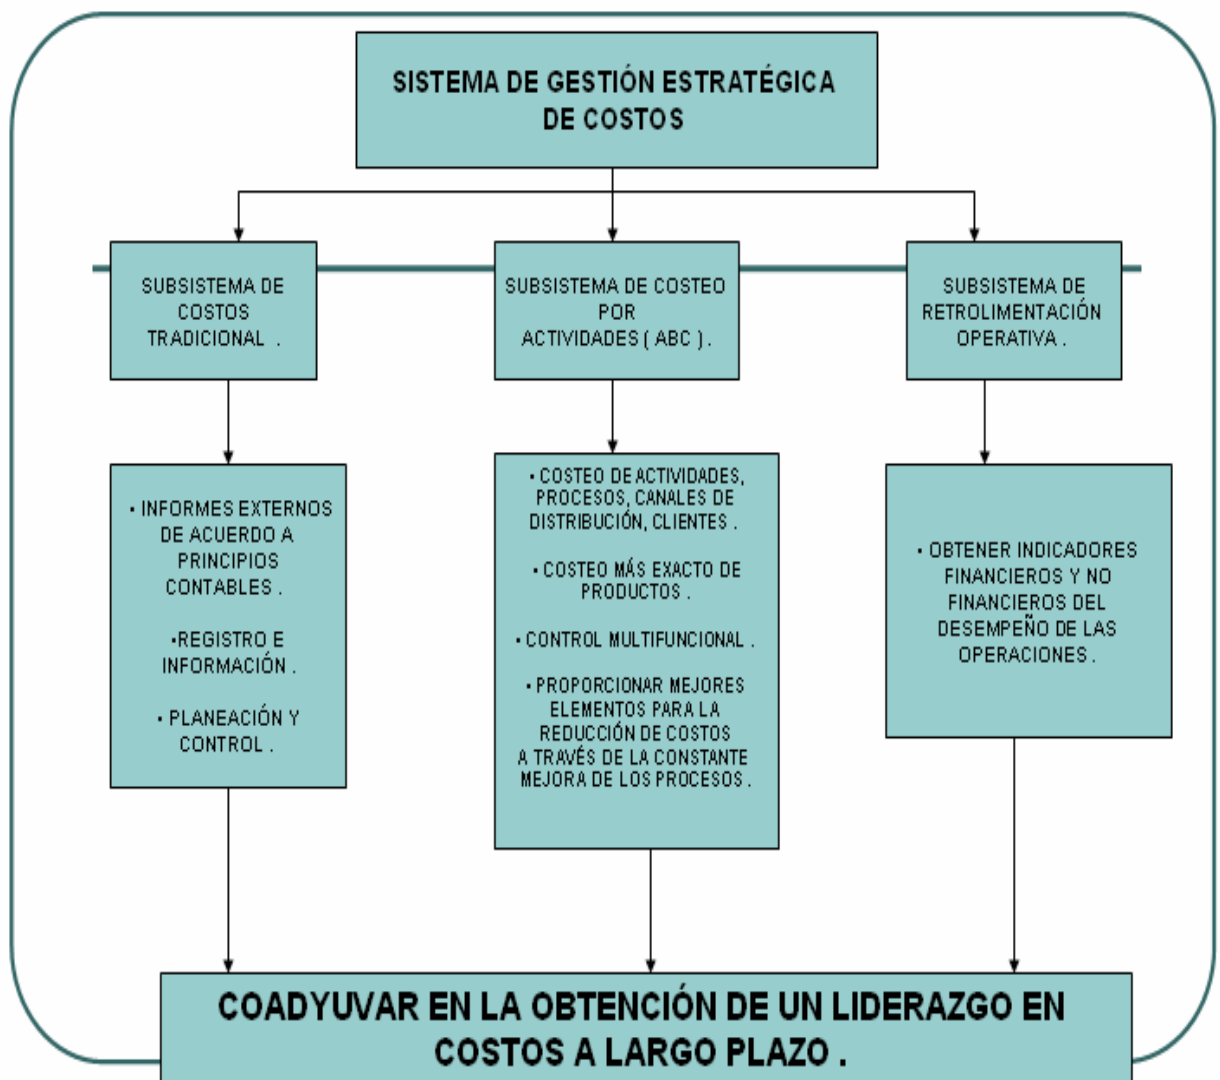 SISTEMA DE GESTIÓN ESTRATÉGICA
DE COSTOS
SUBSISTEMA DE
COSTOS
TRADICIONAL .
SUBSISTEMA DE COSTEO
POR
ACTIVIDADES ( ABC ) .
SUBSISTEMA DE
RETROLIMENTACIÓN
OPERATIVA .
• INFORMES EXTERNOS
DE ACUERDO A
PRINCIPIOS
CONTABLES .
•REGISTRO E
INFORMACIÓN .
• PLANEACIÓN Y
CONTROL .
• COSTEO DE ACTIVIDADES,
PROCESOS, CANALES DE
DISTRIBUCIÓN, CLIENTES .
• COSTEO MÁS EXACTO DE
PRODUCTOS .
• CONTROL MULTIFUNCIONAL .
• PROPORCIONAR MEJORES
ELEMENTOS PARA LA
REDUCCIÓN DE COSTOS
A TRAVÉS DE LA CONSTANTE
MEJORA DE LOS PROCESOS .
• OBTENER INDICADORES
FINANCIEROS Y NO
FINANCIEROS DEL
DESEMPEÑO DE LAS
OPERACIONES .
COADYUVAR EN LA OBTENCIÓN DE UN LIDERAZGO EN
COSTOS A LARGO PLAZO .